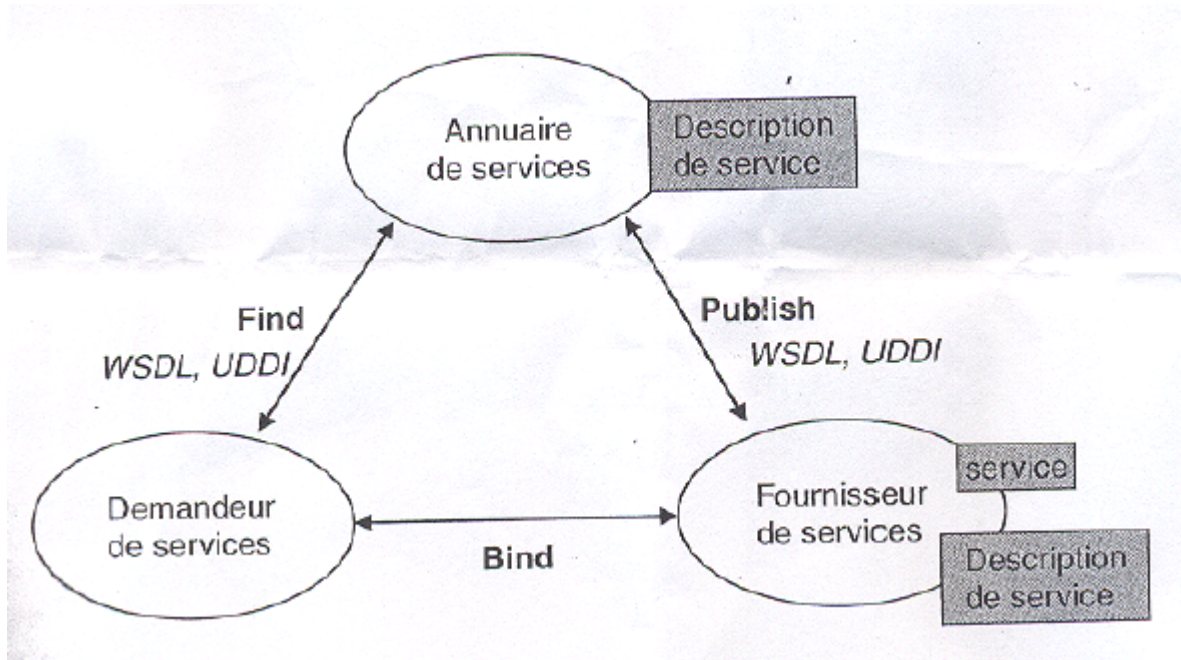 Annuaire
de services
Description
de service
Find
WSDL, UDDI
Publish
WSDL, UDDI
Demandeur
de services
Bind
Fournisseur
de services
service
Description
de service